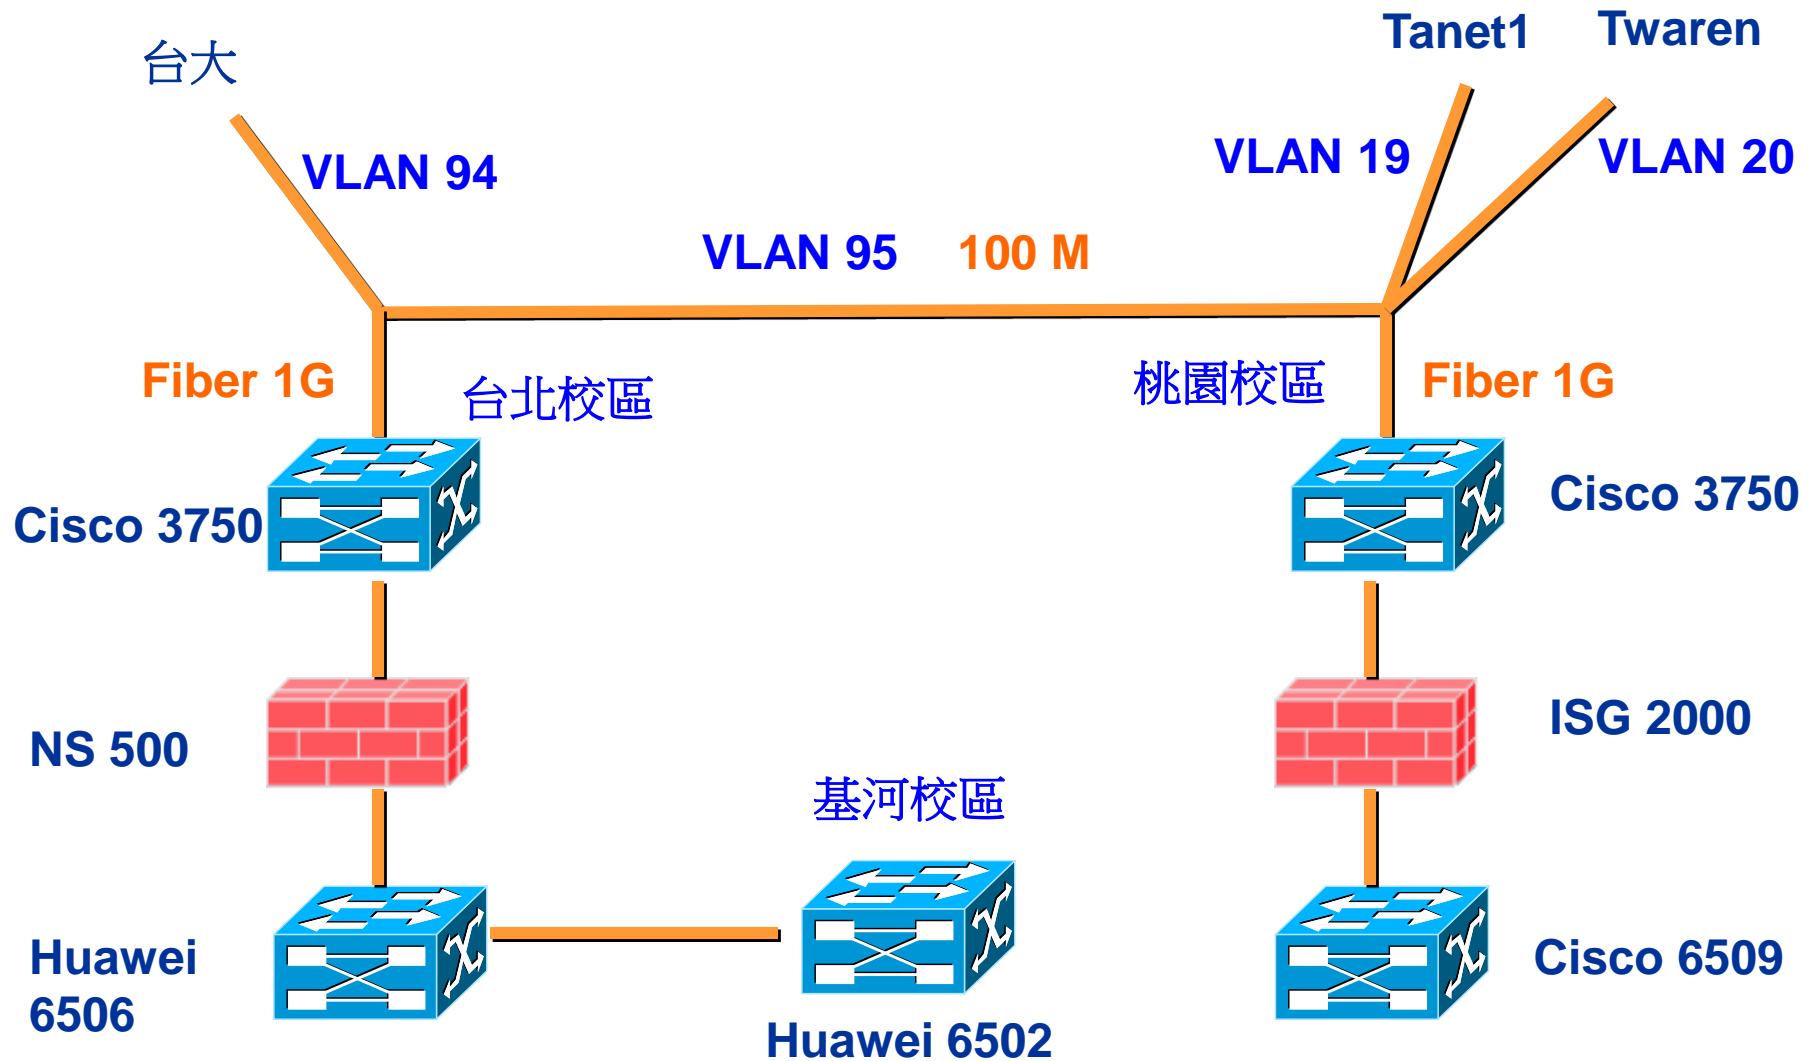 Tanet1
Twaren
台大
VLAN 94
VLAN 19
VLAN 20
VLAN 95 100 M
Fiber 1G
台北校區
桃園校區
Fiber 1G
Cisco 3750
Cisco 3750
NS 500
ISG 2000
基河校區
Huawei
6506
Huawei 6502
Cisco 6509